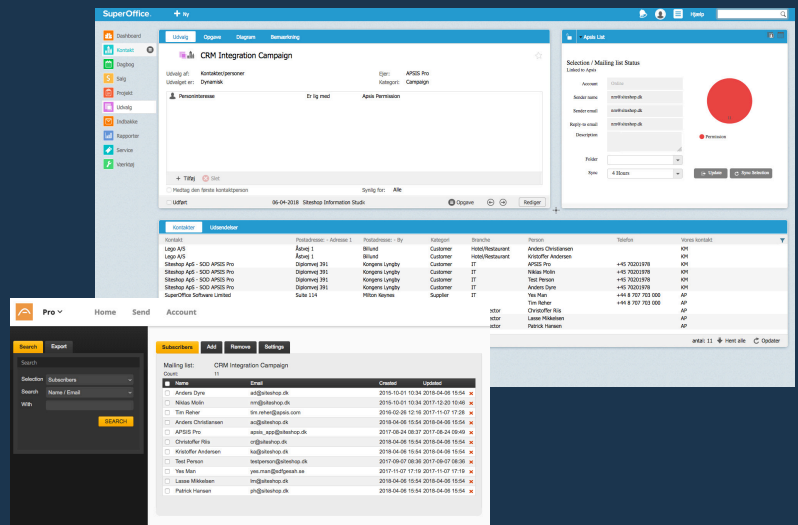 SuperOffice.
+ Ny
Hjælp
Dashboard
Kontakt
Dagbog
Salg
Projekt
Udvalg
Indbakke
Rapporter
Service
Værktøj
Udvalg Opgave Diagram Bemærkning
CRM Integration Campaign
Udvalg af: Kontakter/personer Ejer: APSIS Pro
Udvalget er: Dynamisk Kategori: Campaign
Personinteresse Er lig med Apsis Permission
+ Tilføj Slet
Medtag den første kontaktperson Synlig for: Alle
Udført 06-04-2018 Siteshop Information Studi Opgave Rediger
Apsis List
Selection / Mailing list Status
Linked to Apsis
Account
Sender name nm@siteshop.dk
Sender email nm@siteshop.dk
Reply-to email nm@siteshop.dk
Description
Permission
Folder
Sync 4 Hours Update Sync Selection
Kontakter Udsendelser
Kontakt Postadresse: - Adresse 1 Postadresse: - By Kategori Branche Person Telefon Vores kontakt
Lego A/S Åstvej 1 Billund Customer Hotel/Restaurant Anders Christiansen KM
Lego A/S Åstvej 1 Billund Customer Hotel/Restaurant Kristoffer Andersen KM
Siteshop ApS - SOD APSIS Pro Diplomvej 391 Kongens Lyngby Customer IT APSIS Pro +45 70201978 KM
Siteshop ApS - SOD APSIS Pro Diplomvej 391 Kongens Lyngby Customer IT Niklas Molin +45 70201978 KM
Siteshop ApS - SOD APSIS Pro Diplomvej 391 Kongens Lyngby Customer IT Test Person +45 70201978 KM
Siteshop ApS - SOD APSIS Pro Diplomvej 391 Kongens Lyngby Customer IT Anders Dyre +45 70201978 KM
SuperOffice Software Limited Suite 114 Milton Keynes Supplier IT Yes Man +44 8 707 703 000 AP
Tim Reher +44 8 707 703 000 AP
ector Christoffer Riis AP
ector Lasse Mikkelsen AP
ector Patrick Hansen AP
antal: 11 Hent alle Opdater
Pro Home Send Account
Search Export
Search
Selection Subscribers
Search Name / Email
With
SEARCH
Subscribers Add Remove Settings
Mailing list: CRM Integration Campaign
Count: 11
Name Email Created Updated
Anders Dyre ad@siteshop.dk 2015-10-01 10:34 2018-04-06 15:54
Niklas Molin nm@siteshop.dk 2015-10-01 10:34 2017-12-20 10:46
Tim Reher tim.reher@apsis.com 2016-02-26 12:16 2017-11-07 17:28
Anders Christiansen ac@siteshop.dk 2018-04-06 15:54 2018-04-06 15:54
APSIS Pro apsis_app@siteshop.dk 2017-08-24 08:37 2017-08-24 09:49
Christoffer Riis cr@siteshop.dk 2018-04-06 15:54 2018-04-06 15:54
Kristoffer Andersen ka@siteshop.dk 2018-04-06 15:54 2018-04-06 15:54
Test Person testperson@siteshop.dk 2017-09-07 08:36 2017-09-07 08:36
Yes Man yes.man@sdfgesah.se 2017-11-07 17:19 2017-11-07 17:19
Lasse Mikkelsen lm@siteshop.dk 2018-04-06 15:54 2018-04-06 15:54
Patrick Hansen ph@siteshop.dk 2018-04-06 15:54 2018-04-06 15:54